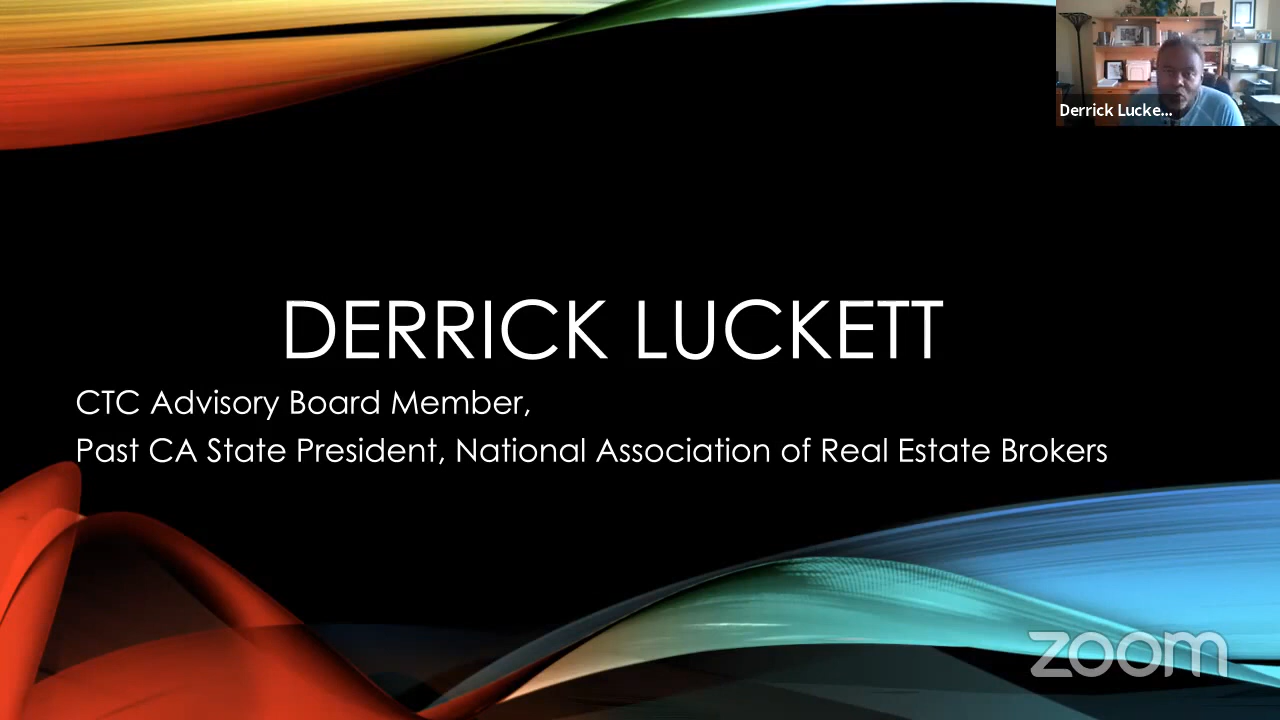 Derrick Lucke...
DERRICK LUCKETT
CTC Advisory Board Member,
Past CA State President, National Association of Real Estate Brokers
zoom